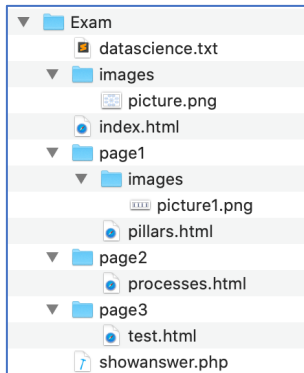 Exam
datascience.txt
images
picture.png
index.html
page1
images
picture1.png
pillars.html
page2
processes.html
page3
test.html
showanswer.php